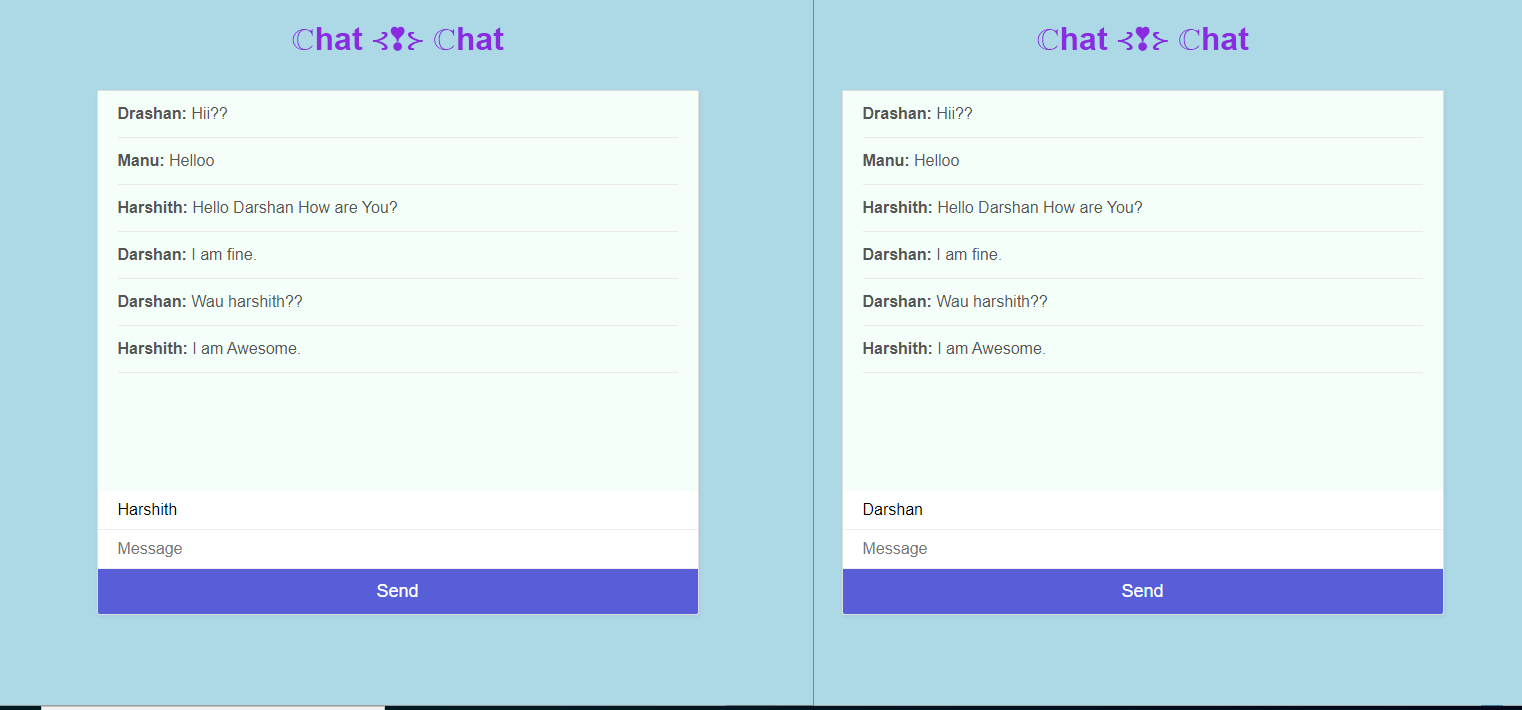 ℂhat ⊰❣⊱ ℂhat
Drashan: Hii??
Manu: Helloo
Harshith: Hello Darshan How are You?
Darshan: I am fine.
Darshan: Wau harshith??
Harshith: I am Awesome.
Harshith
Message
Send
ℂhat ⊰❣⊱ ℂhat
Drashan: Hii??
Manu: Helloo
Harshith: Hello Darshan How are You?
Darshan: I am fine.
Darshan: Wau harshith??
Harshith: I am Awesome.
Darshan
Message
Send